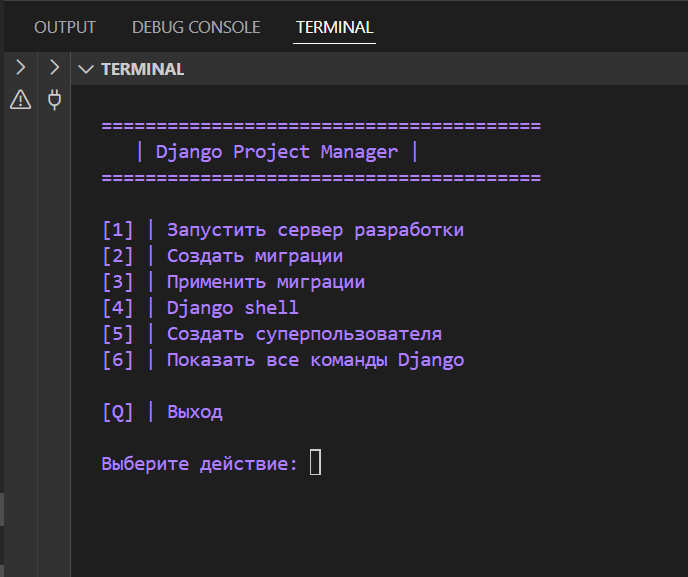 OUTPUT DEBUG CONSOLE TERMINAL
TERMINAL
========================================
| Django Project Manager |
========================================
[1] | Запустить сервер разработки
[2] | Создать миграции
[3] | Применить миграции
[4] | Django shell
[5] | Создать суперпользователя
[6] | Показать все команды Django
[Q] | Выход
Выберите действие: